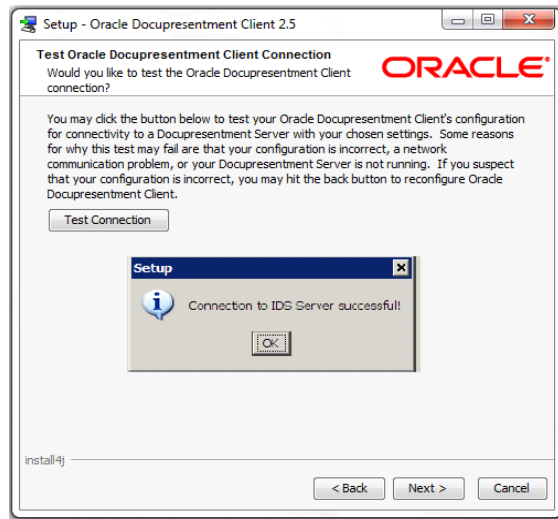 Setup - Oracle Docupresentment Client 2.5
Test Oracle Docupresentment Client Connection
Would you like to test the Oracle Docupresentment Client
connection?
ORACLE®
You may click the button below to test your Oracle Docupresentment Client's configuration
for connectivity to a Docupresentment Server with your chosen settings. Some reasons
for why this test may fail are that your configuration is incorrect, a network
communication problem, or your Docupresentment Server is not running. If you suspect
that your configuration is incorrect, you may hit the back button to reconfigure Oracle
Docupresentment Client.
Test Connection
Setup
Connection to IDS Server successful!
OK
install4j
< Back Next > Cancel